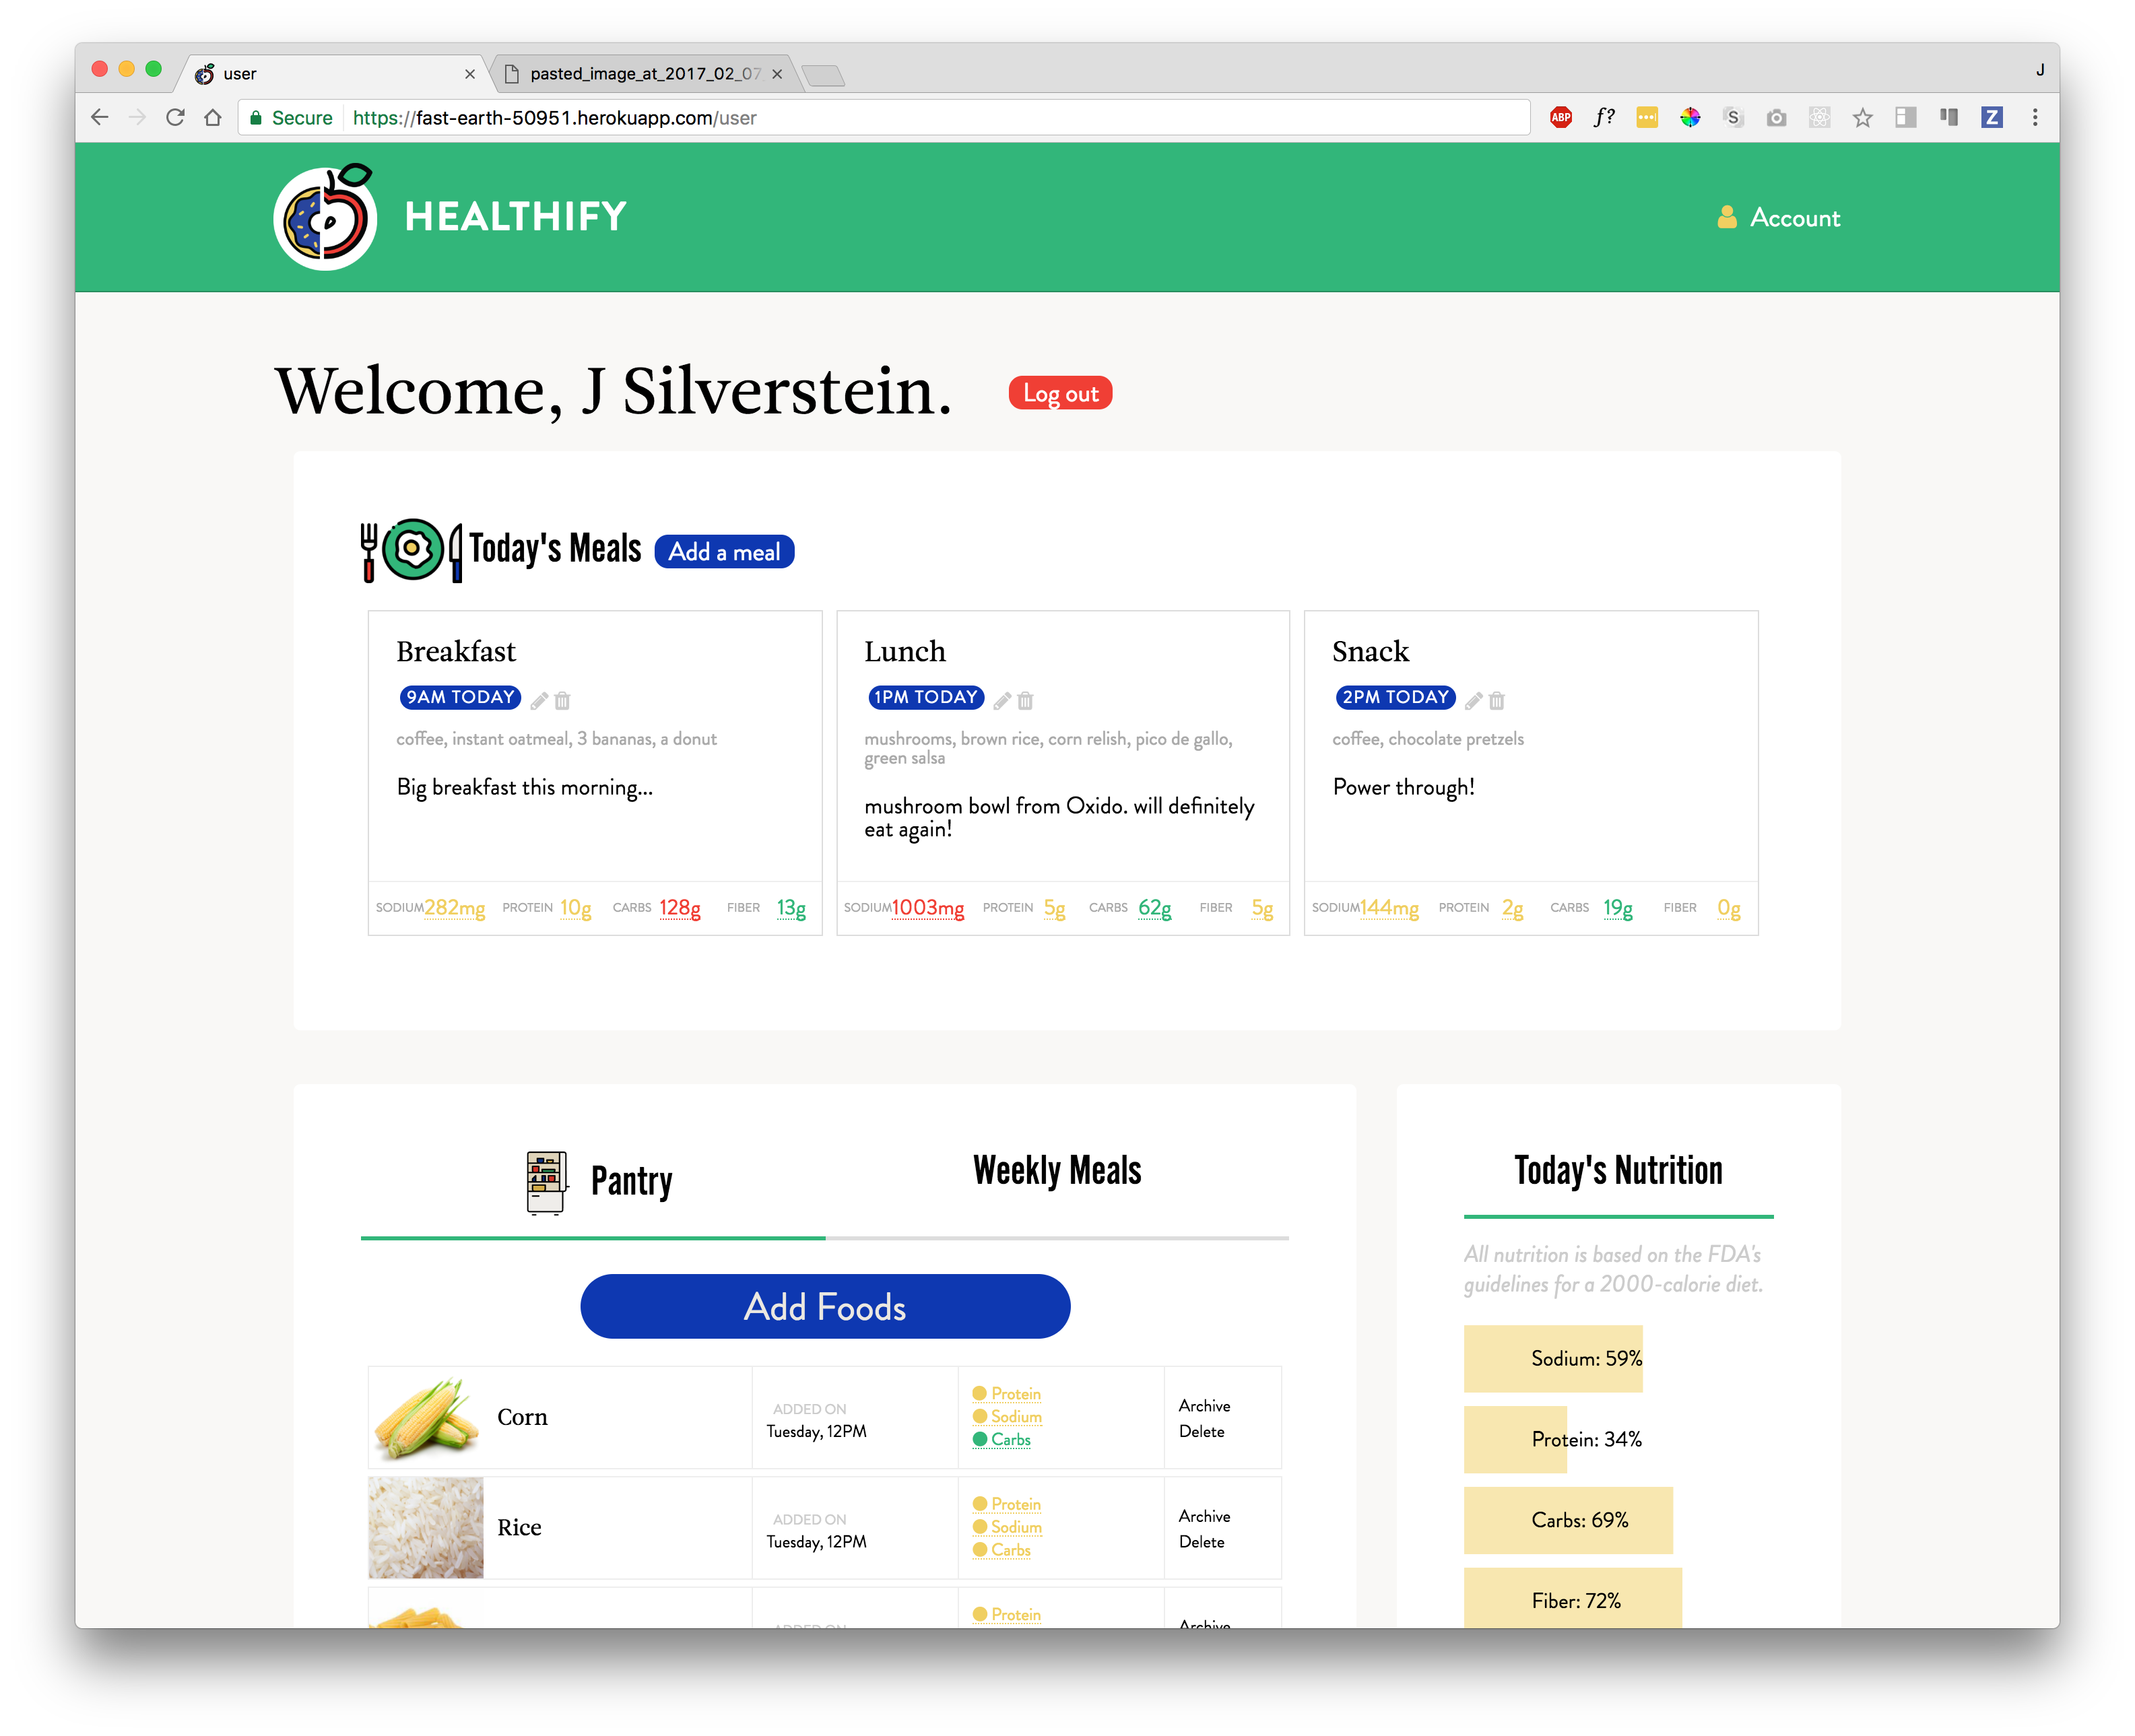 user
pasted_image_at_2017_02_07
J
Secure
https://fast-earth-50951.herokuapp.com/user
ABP
f?
S
Z
HEALTHIFY
Account
Welcome, J Silverstein.
Log out
Today's Meals
Add a meal
Breakfast
9AM TODAY
coffee, instant oatmeal, 3 bananas, a donut
Big breakfast this morning...
SODIUM 282mg PROTEIN 10g CARBS 128g FIBER 13g
Lunch
1PM TODAY
mushrooms, brown rice, corn relish, pico de gallo,
green salsa
mushroom bowl from Oxido. will definitely
eat again!
SODIUM 1003mg PROTEIN 5g CARBS 62g FIBER 5g
Snack
2PM TODAY
coffee, chocolate pretzels
Power through!
SODIUM 144mg PROTEIN 2g CARBS 19g FIBER 0g
Pantry
Weekly Meals
Add Foods
Corn
ADDED ON
Tuesday, 12PM
Protein
Sodium
Carbs
Archive
Delete
Rice
ADDED ON
Tuesday, 12PM
Protein
Sodium
Carbs
Archive
Delete
ADDED ON
Protein
Archive
Today's Nutrition
All nutrition is based on the FDA's
guidelines for a 2000-calorie diet.
Sodium: 59%
Protein: 34%
Carbs: 69%
Fiber: 72%